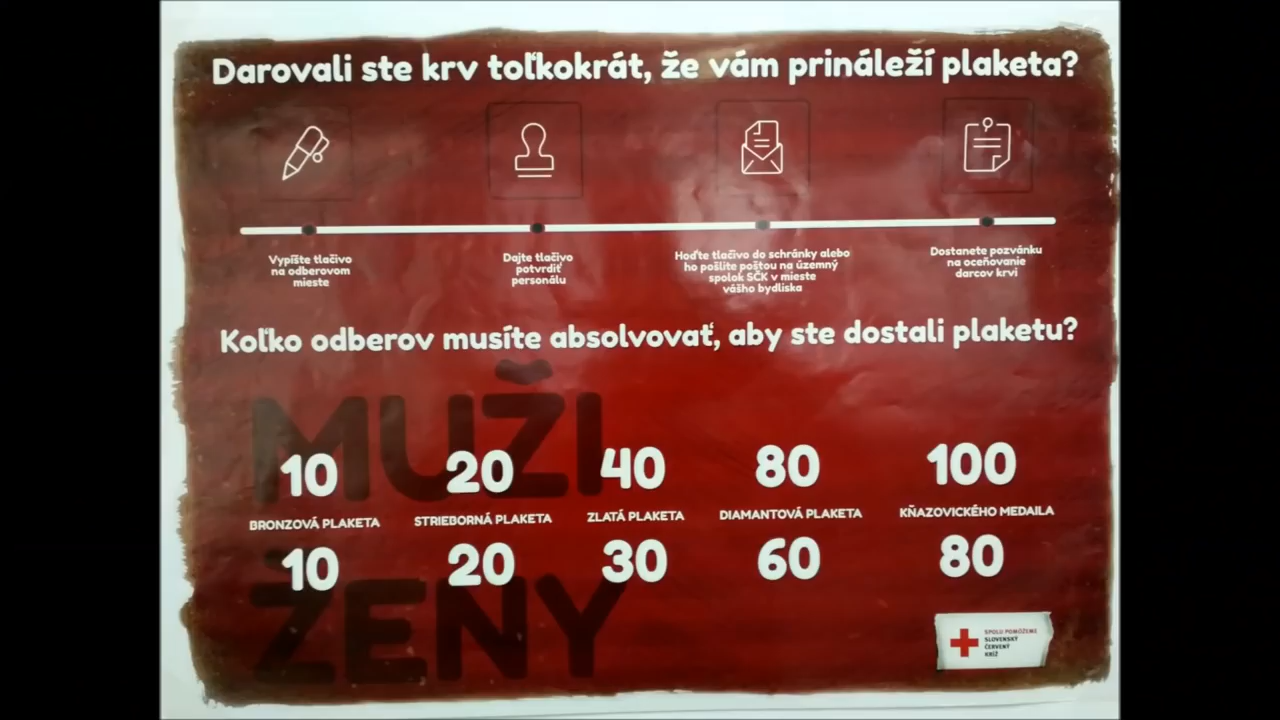 Darovali ste krv toľkokrát, že vám prináleží plaketa?
Vypíšte tlačivo
na odberovom
mieste
Dajte tlačivo
potvrdiť
personálu
Hoďte tlačivo do schránky alebo
ho pošlite poštou na územný
spolok SČK v mieste
vášho bydliska
Dostanete pozvánku
na oceňovanie
darcov krvi
Koľko odberov musíte absolvovať, aby ste dostali plaketu?
MUŽI
10 20 40 80 100
BRONZOVÁ PLAKETA STRIEBORNÁ PLAKETA ZLATÁ PLAKETA DIAMANTOVÁ PLAKETA KŇAZOVICKÉHO MEDAILA
10 20 30 60 80
ŽENY
SPOLU POMÔŽEME
SLOVENSKÝ
ČERVENÝ
KRÍŽ